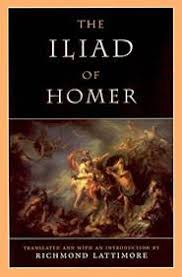 THE
ILIAD
OF
HOMER
TRANSLATED AND WITH AN INTRODUCTION BY
RICHMOND LATTIMORE